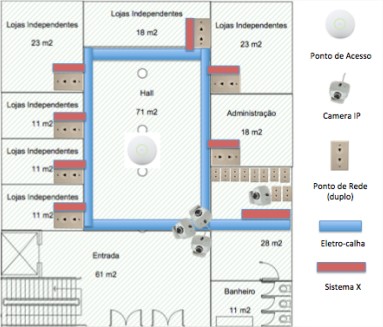 Lojas Independentes
23 m2
Lojas Independentes
18 m2
Lojas Independentes
23 m2
Ponto de Acesso
Hall
71 m2
Lojas Independentes
11 m2
Administração
18 m2
Camera IP
Lojas Independentes
11 m2
Lojas Independentes
11 m2
Ponto de Rede
(duplo)
Eletro-calha
28 m2
Entrada
61 m2
Sistema X
Banheiro
11 m2